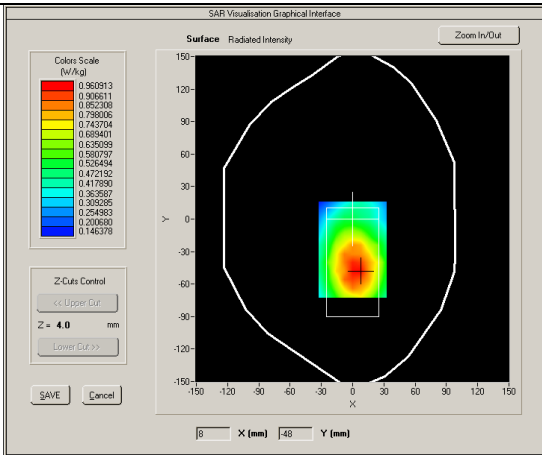 SAR Visualisation Graphical Interface
Surface Radiated Intensity
Zoom In/Out
Colors Scale
(W/kg)
0.960913
0.906611
0.852308
0.798006
0.743704
0.689401
0.635099
0.580797
0.526494
0.472192
0.417890
0.363587
0.309285
0.254983
0.200680
0.146378
Z-Cuts Control
<< Upper Cut
Z = 4.0 mm
Lower Cut >>
SAVE Cancel
150-
120-
90-
60-
30-
0-
-30-
-60-
-90-
-120-
-150-
Y
-150 -120 -90 -60 -30 0 30 60 90 120 150
X
8 X (mm) -48 Y (mm)